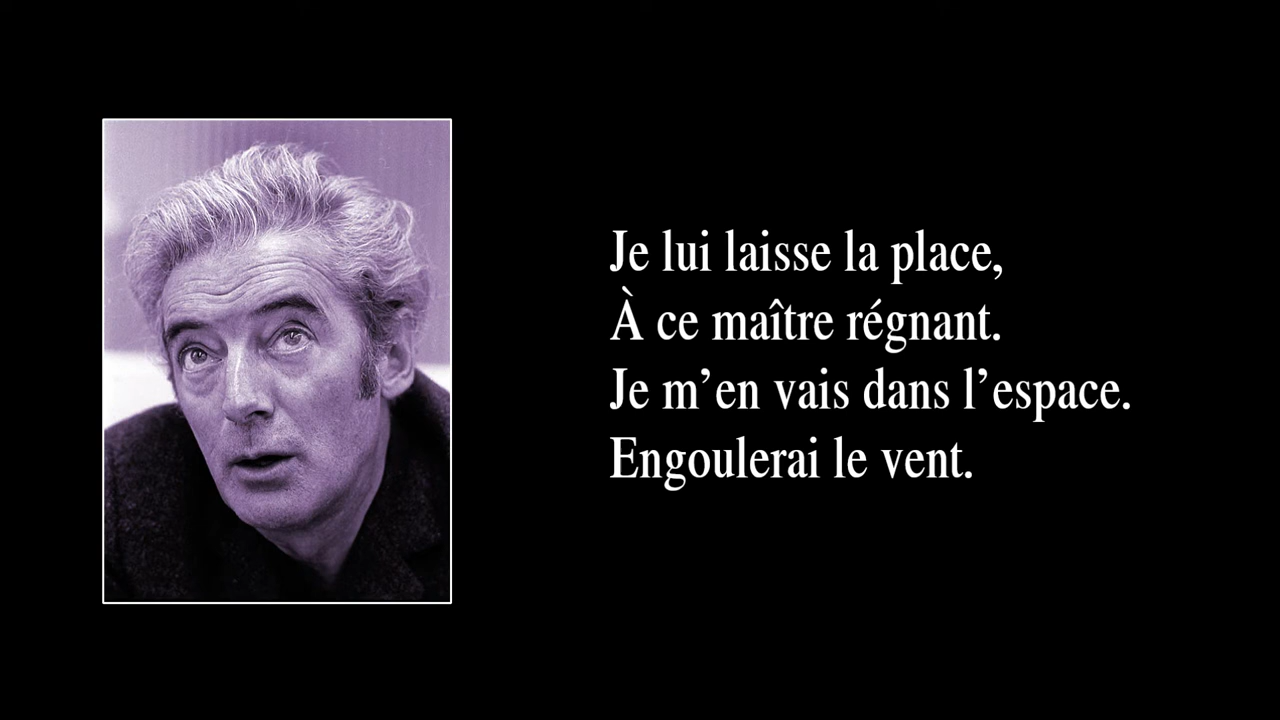 Je lui laisse la place,
À ce maître régnant.
Je m’en vais dans l’espace.
Engoulerai le vent.